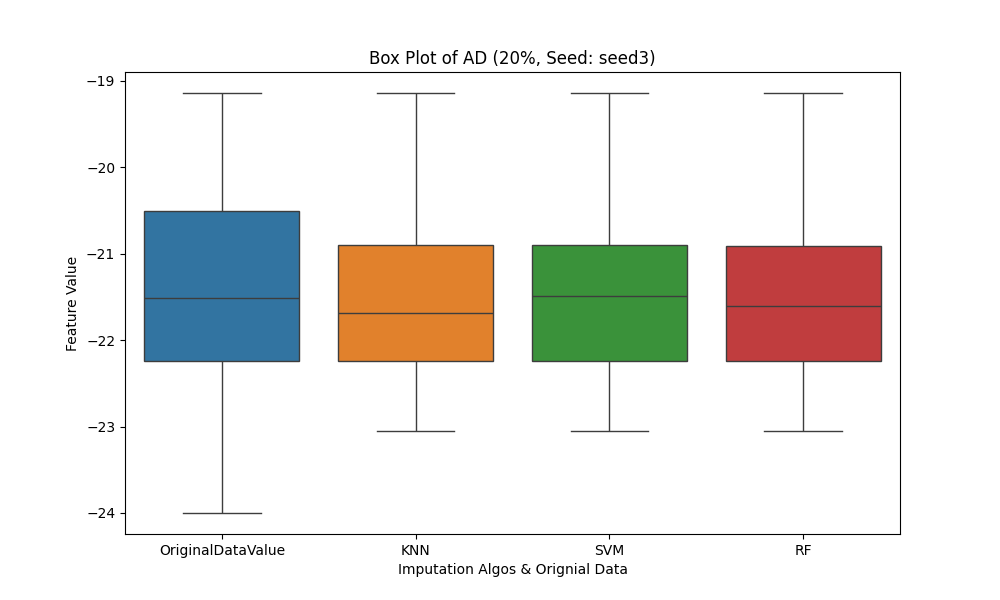 Box Plot of AD (20%, Seed: seed3)
Feature Value
−19
−20
−21
−22
−23
−24
OriginalDataValue
KNN
SVM
RF
Imputation Algos & Orignial Data